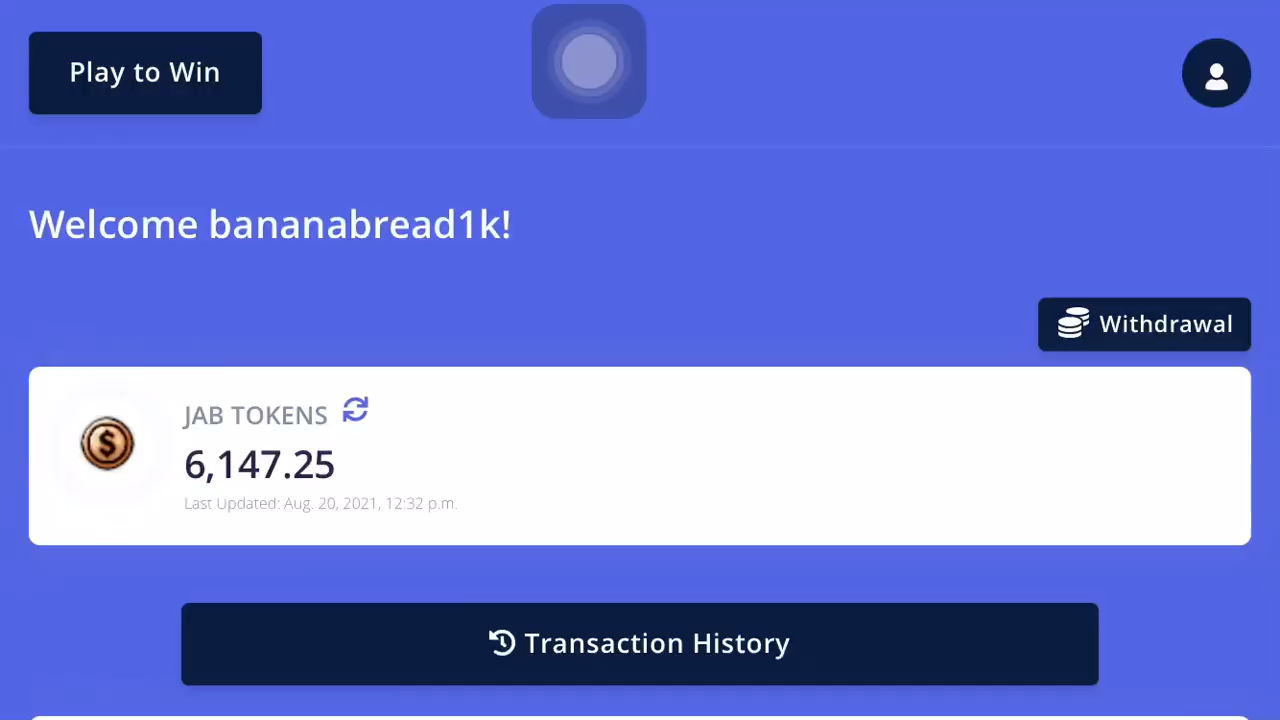 Play to Win
Welcome bananabread1k!
Withdrawal
JAB TOKENS
6,147.25
Last Updated: Aug. 20, 2021, 12:32 p.m.
Transaction History